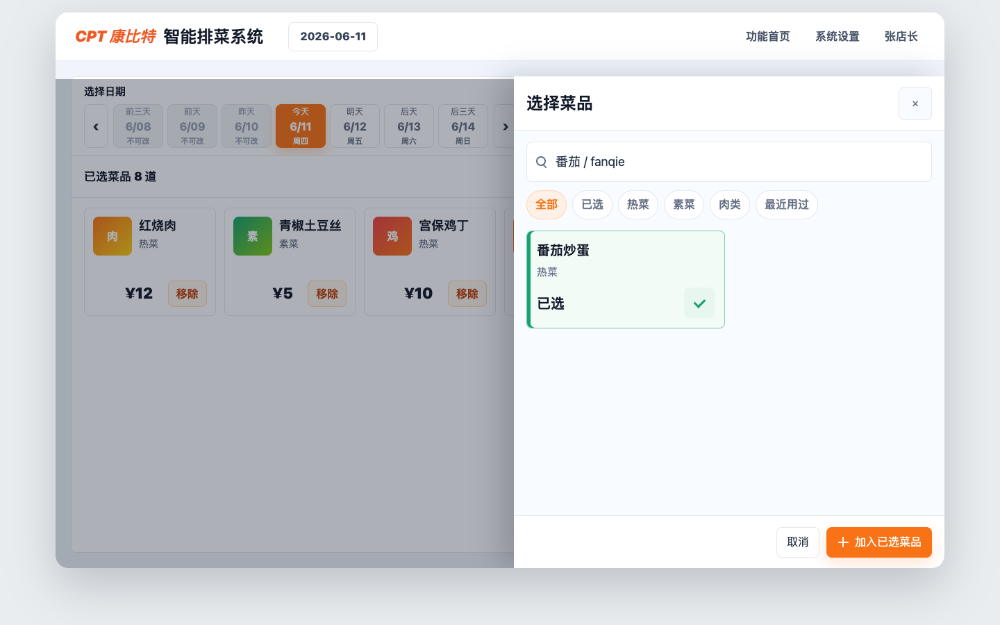 CPT 康比特 智能排菜系统 2026-06-11 功能首页 系统设置 张店长
选择日期
‹ 前三天 前天 昨天 今天 明天 后天 后三天 ›
6/08 6/09 6/10 6/11 6/12 6/13 6/14
不可改 不可改 不可改 周四 周五 周六 周日
已选菜品 8 道
肉 红烧肉
热菜
¥12 移除
素 青椒土豆丝
素菜
¥5 移除
鸡 宫保鸡丁
热菜
¥10 移除
选择菜品 ×
番茄 / fanqie
全部 已选 热菜 素菜 肉类 最近用过
番茄炒蛋
热菜
已选
取消 + 加入已选菜品